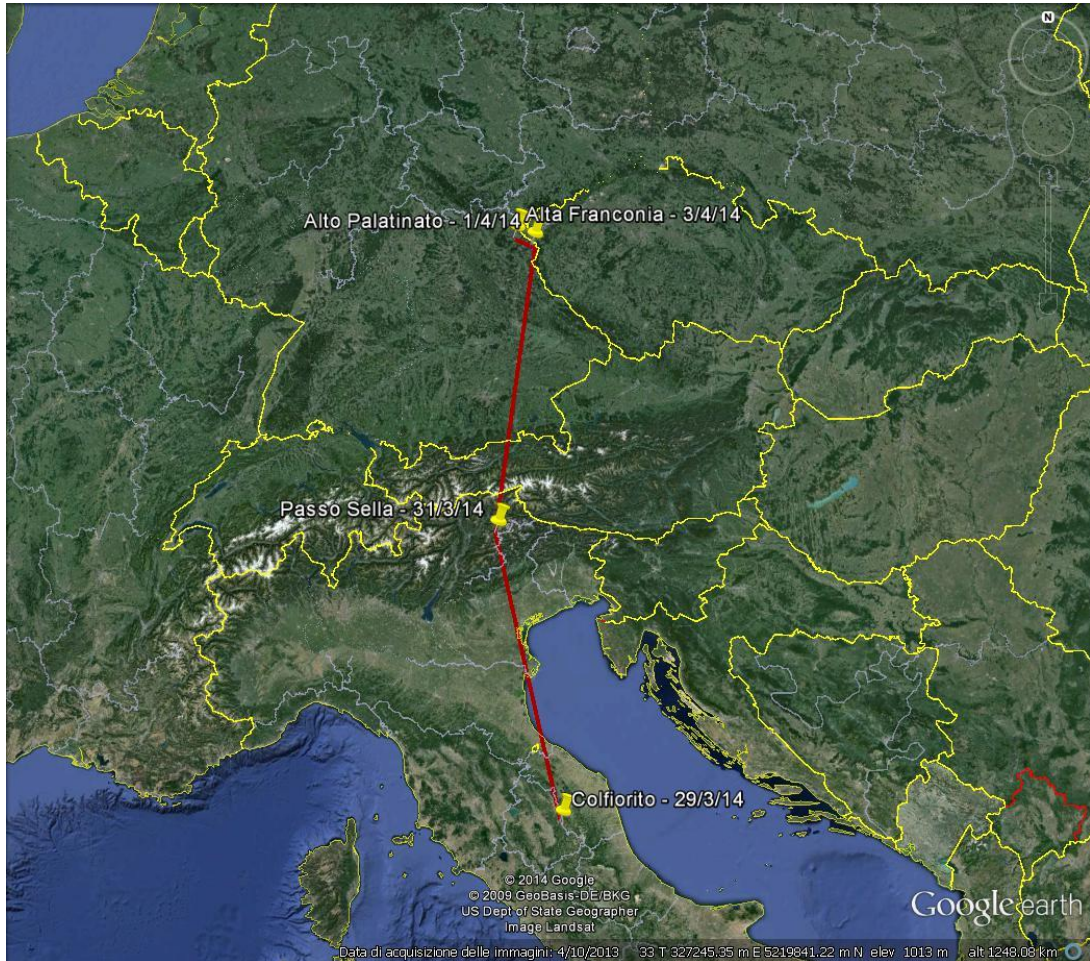 N
Alto Palatinato - 1/4/14
Alta Franconia - 3/4/14
Passo Sella - 31/3/14
Colfiorito - 29/3/14
© 2014 Google
© 2009 GeoBasis-DE/BKG
US Dept of State Geographer
Image Landsat
Google earth
Data di acquisizione delle immagini: 4/10/2013 33 T 327245.35 m E 5219841.22 m N elev 1013 m alt 1248.08 km